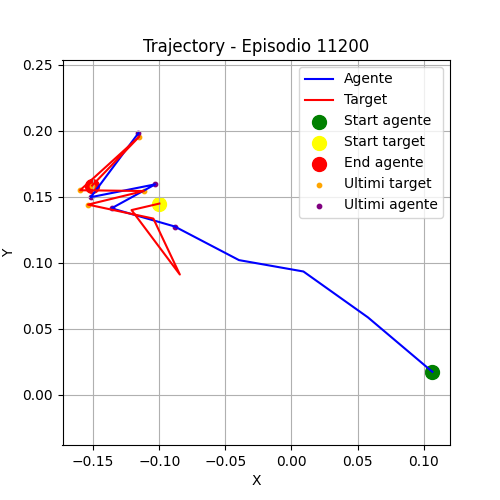 Trajectory - Episodio 11200
Agente
Target
Start agente
Start target
End agente
Ultimi target
Ultimi agente
0.25
0.20
0.15
0.10
0.05
0.00
Y
−0.15
−0.10
−0.05
0.00
0.05
0.10
X